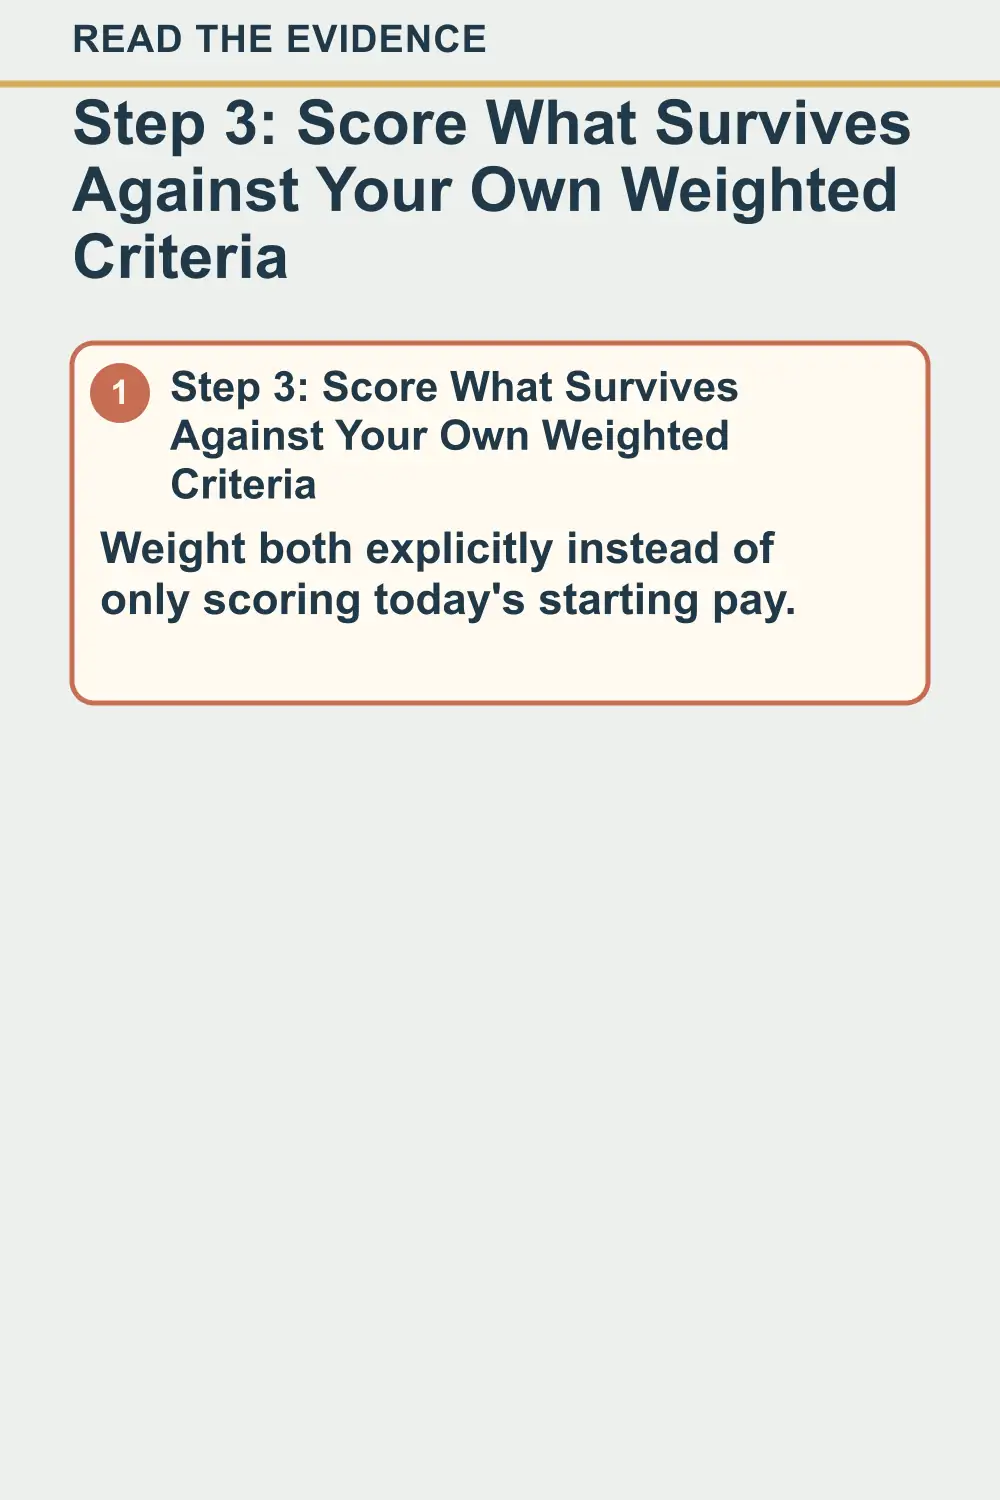 READ THE EVIDENCE
Step 3: Score What Survives
Against Your Own Weighted
Criteria
1
Step 3: Score What Survives
Against Your Own Weighted
Criteria
Weight both explicitly instead of
only scoring today's starting pay.